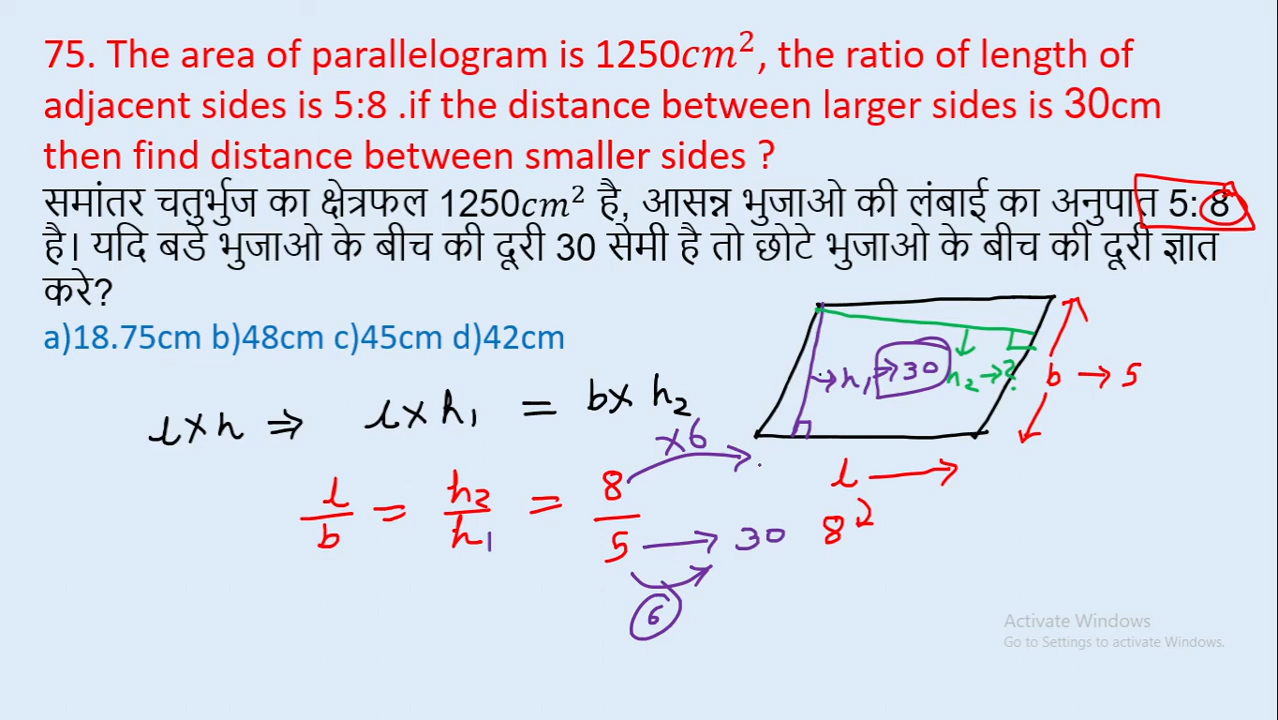 75. The area of parallelogram is 1250cm², the ratio of length of
adjacent sides is 5:8 .if the distance between larger sides is 30cm
then find distance between smaller sides ?
समांतर चतुर्भुज का क्षेत्रफल 1250cm² है, आसन्न भुजाओ की लंबाई का अनुपात 5: 8
है। यदि बडे भुजाओ के बीच की दूरी 30 सेमी है तो छोटे भुजाओ के बीच की दूरी ज्ञात
करे?
a)18.75cm b)48cm c)45cm d)42cm
→ h₁ → 30 h₂ → ? b → 5
l × h ⇒ l × h₁ = b × h₂
×6
l/b = h₂/h₁ = 8/5 → 30
l →
8
6
Activate Windows
Go to Settings to activate Windows.